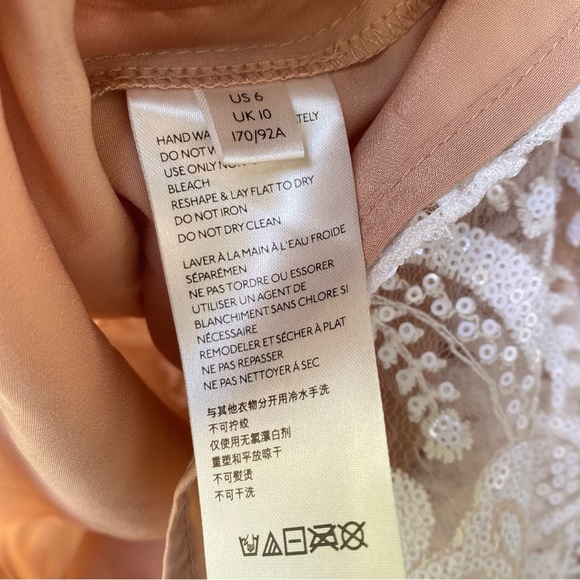 US 6
UK 10
170/92A
HAND WA TELY
DO NOT W
USE ONLY
BLEACH
RESHAPE & LAY FLAT TO DRY
DO NOT IRON
DO NOT DRY CLEAN
LAVER À LA MAIN À L'EAU FROIDE
SÉPARÉMEN
NE PAS TORDRE OU ESSORER
UTILISER UN AGENT DE
BLANCHIMENT SANS CHLORE SI
NÉCESSAIRE
REMODELER ET SÉCHER À PLAT
NE PAS REPASSER
NE PAS NETTOYER À SEC
与其他衣物分开用冷水手洗
不可拧绞
仅使用无氯漂白剂
重塑和平放晾干
不可熨烫
不可干洗